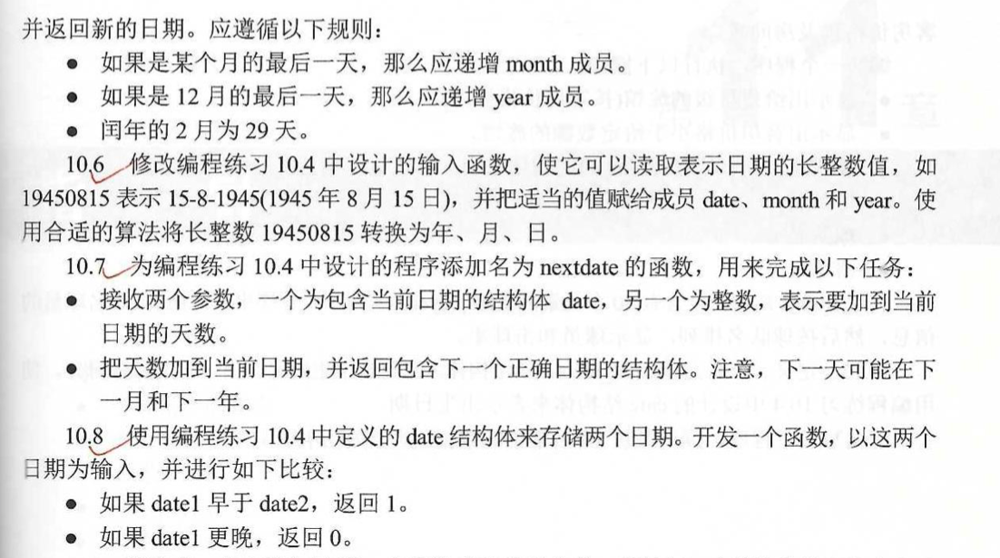 并返回新的日期。应遵循以下规则：
● 如果是某个月的最后一天，那么应递增 month 成员。
● 如果是 12 月的最后一天，那么应递增 year 成员。
● 闰年的 2 月为 29 天。
10.6 修改编程练习 10.4 中设计的输入函数，使它可以读取表示日期的长整数值，如
19450815 表示 15-8-1945(1945 年 8 月 15 日)，并把适当的值赋给成员 date、month 和 year。使
用合适的算法将长整数 19450815 转换为年、月、日。
10.7 为编程练习 10.4 中设计的程序添加名为 nextdate 的函数，用来完成以下任务：
● 接收两个参数，一个为包含当前日期的结构体 date，另一个为整数，表示要加到当前
日期的天数。
● 把天数加到当前日期，并返回包含下一个正确日期的结构体。注意，下一天可能在下
一月和下一年。
10.8 使用编程练习 10.4 中定义的 date 结构体来存储两个日期。开发一个函数，以这两个
日期为输入，并进行如下比较：
● 如果 date1 早于 date2，返回 1。
● 如果 date1 更晚，返回 0。